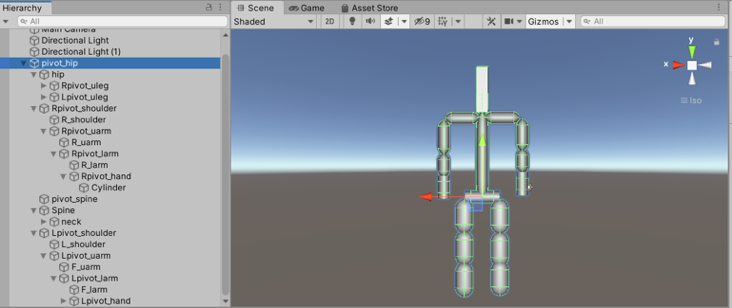 Hierarchy
All
Main Camera
Directional Light
Directional Light (1)
pivot_hip
hip
Rpivot_uleg
Lpivot_uleg
Rpivot_shoulder
R_shoulder
Rpivot_uarm
R_uarm
Rpivot_larm
R_larm
Rpivot_hand
Cylinder
pivot_spine
Spine
neck
Lpivot_shoulder
L_shoulder
Lpivot_uarm
F_uarm
Lpivot_larm
F_larm
Lpivot_hand
Scene Game Asset Store
Shaded 2D 9 Gizmos All
y
x
Iso